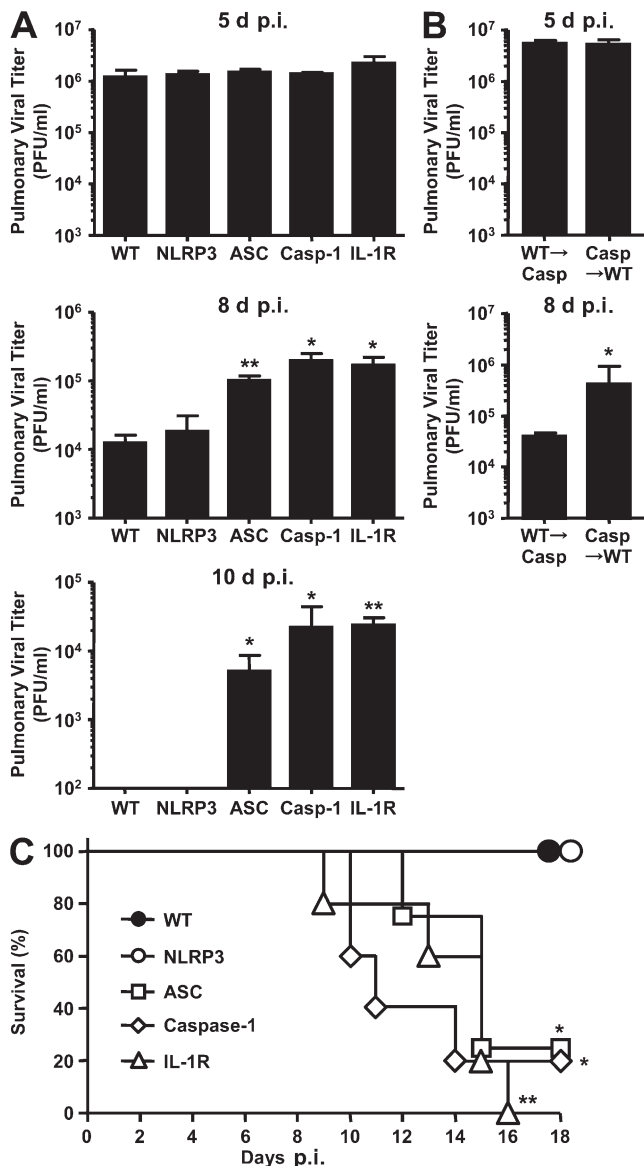 A
5 d p.i.
Pulmonary Viral Titer
(PFU/ml)
10⁷
10⁶
10⁵
10⁴
10³
WT NLRP3 ASC Casp-1 IL-1R
B
5 d p.i.
Pulmonary Viral Titer
(PFU/ml)
10⁷
10⁶
10⁵
10⁴
10³
WT→ Casp
Casp →WT
8 d p.i.
Pulmonary Viral Titer
(PFU/ml)
10⁶
10⁵
10⁴
10³
** * *
WT NLRP3 ASC Casp-1 IL-1R
8 d p.i.
Pulmonary Viral Titer
(PFU/ml)
10⁷
10⁶
10⁵
10⁴
10³
*
WT→ Casp
Casp →WT
10 d p.i.
Pulmonary Viral Titer
(PFU/ml)
10⁵
10⁴
10³
10²
* * **
WT NLRP3 ASC Casp-1 IL-1R
C
Survival (%)
100
80
60
40
20
0
WT
NLRP3
ASC
Caspase-1
IL-1R
*
*
**
0 2 4 6 8 10 12 14 16 18
Days p.i.